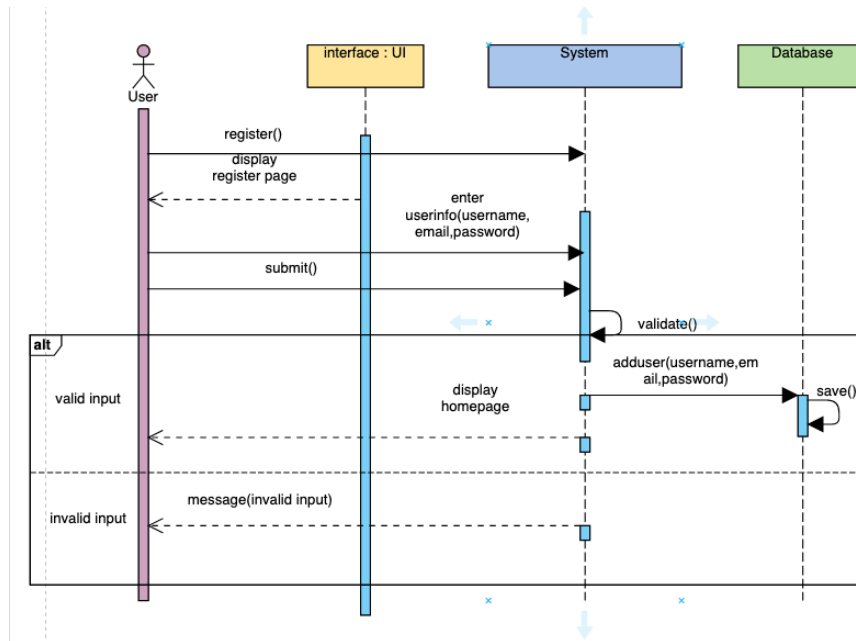 interface : UI
System
Database
User
register()
display
register page
enter
userinfo(username,
email,password)
submit()
validate()
alt
adduser(username,em
ail,password)
valid input
display
homepage
save()
message(invalid input)
invalid input